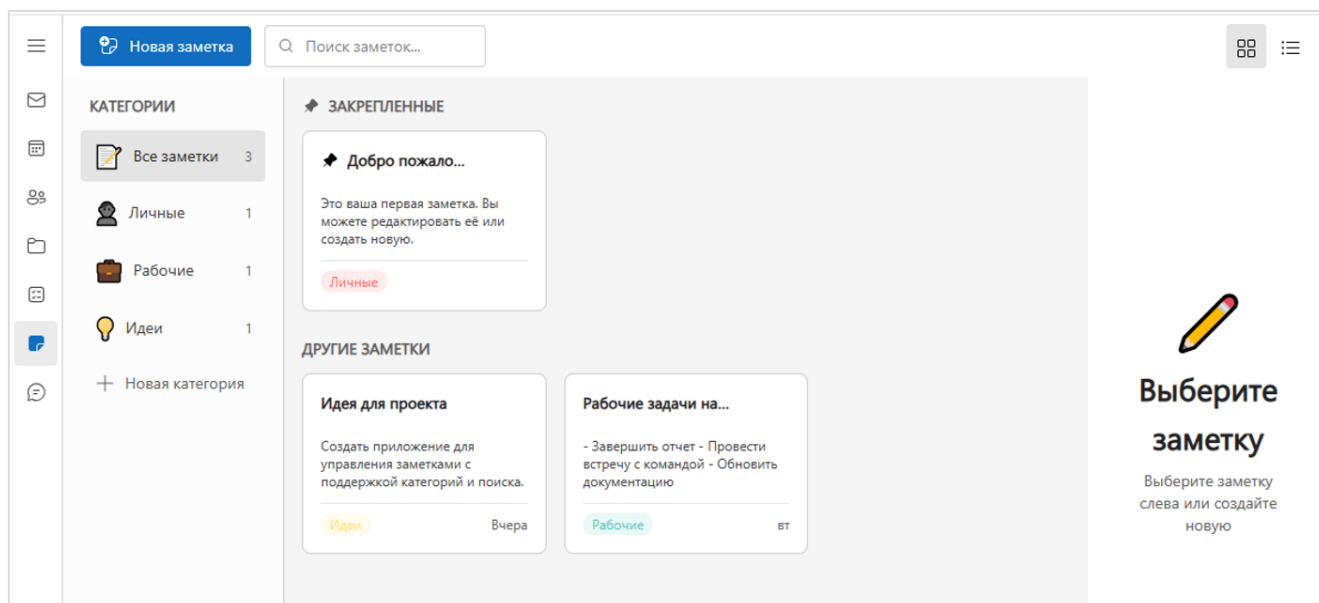 Новая заметка
Поиск заметок...
КАТЕГОРИИ
Все заметки 3
Личные 1
Рабочие 1
Идеи 1
Новая категория
ЗАКРЕПЛЕННЫЕ
Добро пожало...
Это ваша первая заметка. Вы
можете редактировать её или
создать новую.
Личные
ДРУГИЕ ЗАМЕТКИ
Идея для проекта
Создать приложение для
управления заметками с
поддержкой категорий и поиска.
Идеи Вчера
Рабочие задачи на...
- Завершить отчет - Провести
встречу с командой - Обновить
документацию
Рабочие вт
Выберите
заметку
Выберите заметку
слева или создайте
новую